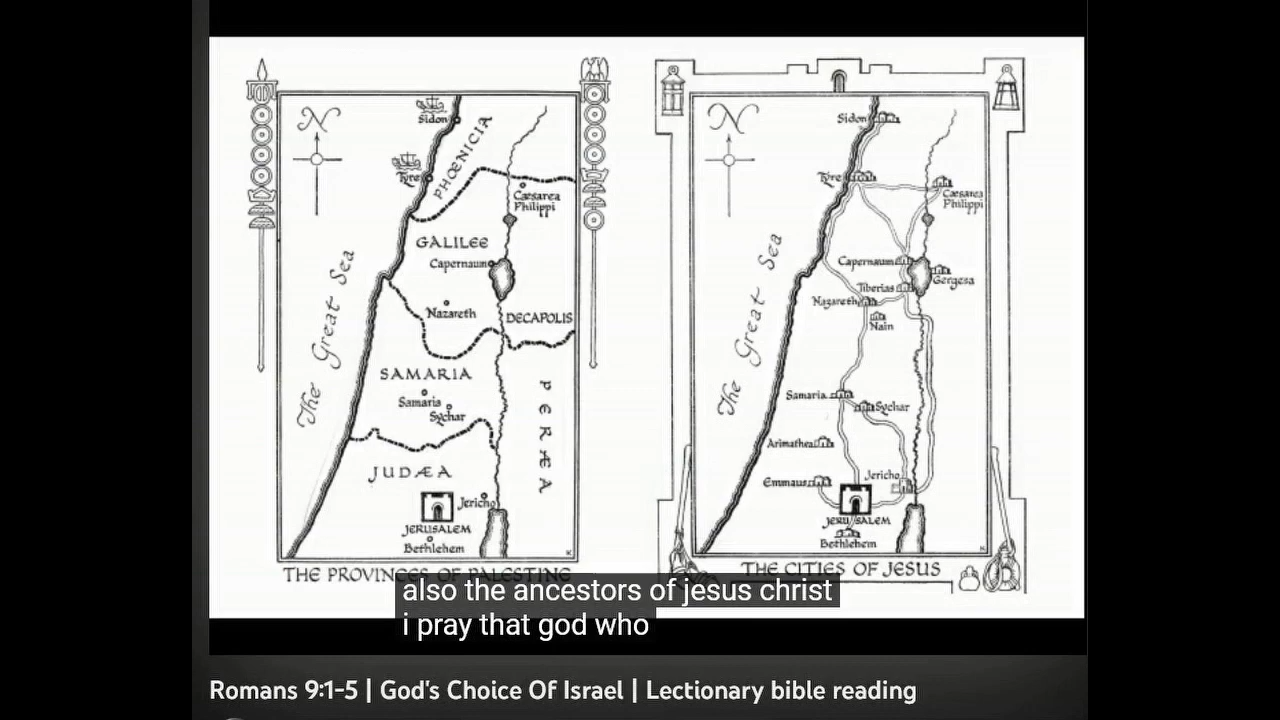 N
Sidon
PHŒNICIA
Tyre
Cæsarea
Philippi
GALILEE
Capernaum
The Great Sea
Nazareth
DECAPOLIS
SAMARIA
Samaria
Sychar
PERÆA
JUDÆA
Jericho
JERUSALEM
Bethlehem
K
THE PROVINCES OF PALESTINE
N
Sidon
Tyre
Cæsarea
Philippi
Capernaum
Gergesa
Tiberias
Nazareth
Nain
The Great Sea
Samaria
Sychar
Arimathea
Jericho
Emmaus
JERUSALEM
Bethlehem
K
THE CITIES OF JESUS
also the ancestors of jesus christ
i pray that god who
Romans 9:1-5 | God's Choice Of Israel | Lectionary bible reading